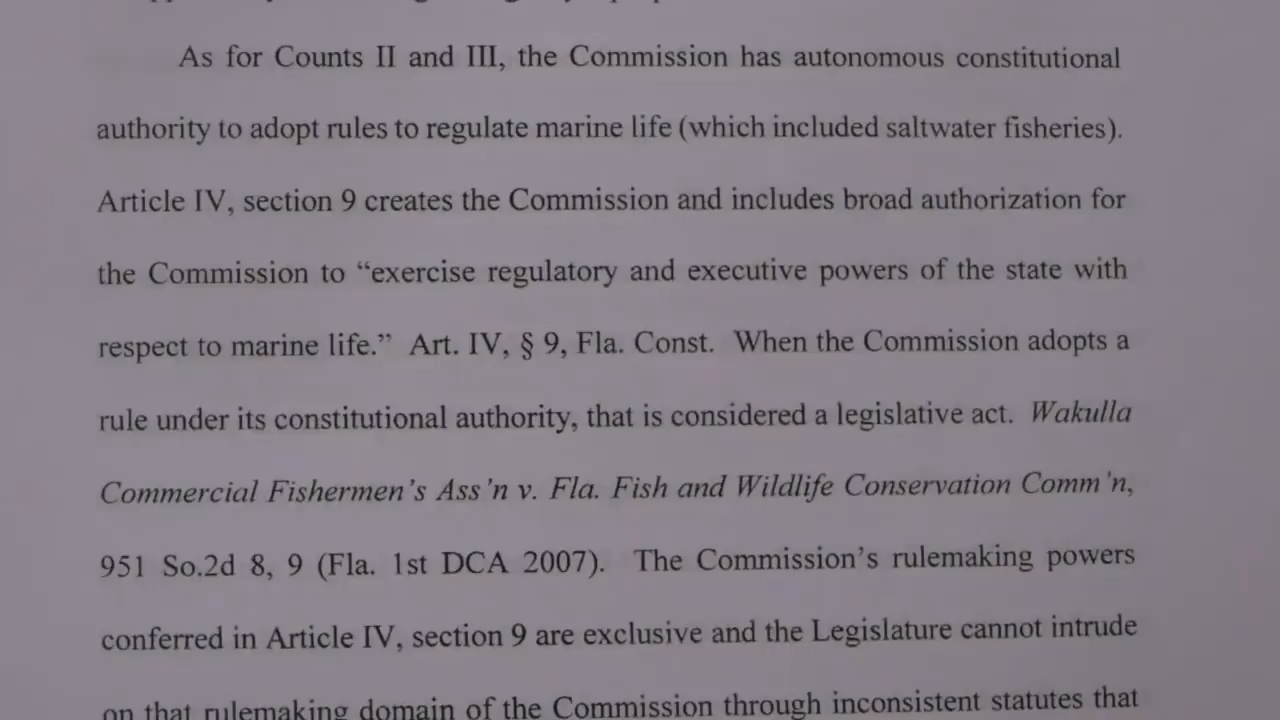 As for Counts II and III, the Commission has autonomous constitutional
authority to adopt rules to regulate marine life (which included saltwater fisheries).
Article IV, section 9 creates the Commission and includes broad authorization for
the Commission to “exercise regulatory and executive powers of the state with
respect to marine life.” Art. IV, § 9, Fla. Const. When the Commission adopts a
rule under its constitutional authority, that is considered a legislative act. Wakulla
Commercial Fishermen’s Ass’n v. Fla. Fish and Wildlife Conservation Comm’n,
951 So.2d 8, 9 (Fla. 1st DCA 2007). The Commission’s rulemaking powers
conferred in Article IV, section 9 are exclusive and the Legislature cannot intrude
on that rulemaking domain of the Commission through inconsistent statutes that